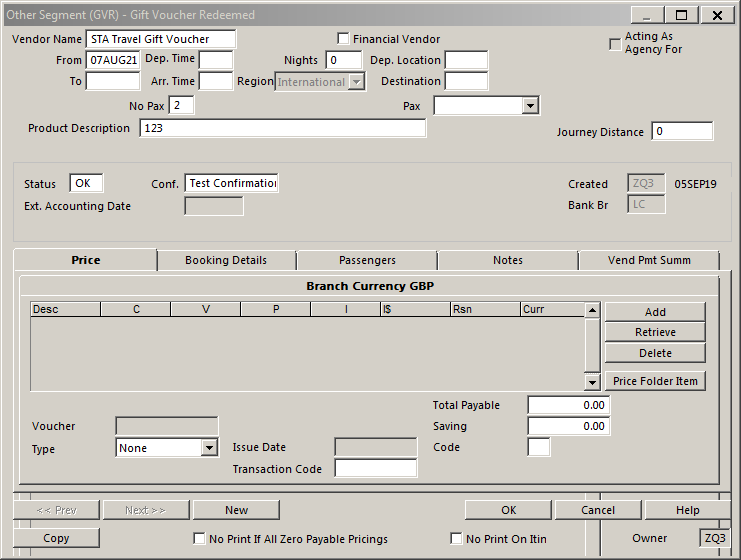 Other Segment (GVR) - Gift Voucher Redeemed
Vendor Name STA Travel Gift Voucher Financial Vendor Acting As Agency For
From 07AUG21 Dep. Time Nights 0 Dep. Location
To Arr. Time Region International Destination
No Pax 2 Pax
Product Description 123 Journey Distance 0
Status OK Conf. Test Confirmation Created ZQ3 05SEP19
Ext. Accounting Date Bank Br LC
Price Booking Details Passengers Notes Vend Pmt Summ
Branch Currency GBP
Desc C V P I I$ Rsn Curr Add
Retrieve
Delete
Price Folder Item
Total Payable 0.00
Voucher Saving 0.00
Type None Issue Date Code
Transaction Code
<< Prev Next >> New OK Cancel Help
Copy No Print If All Zero Payable Pricings No Print On Itin Owner ZQ3